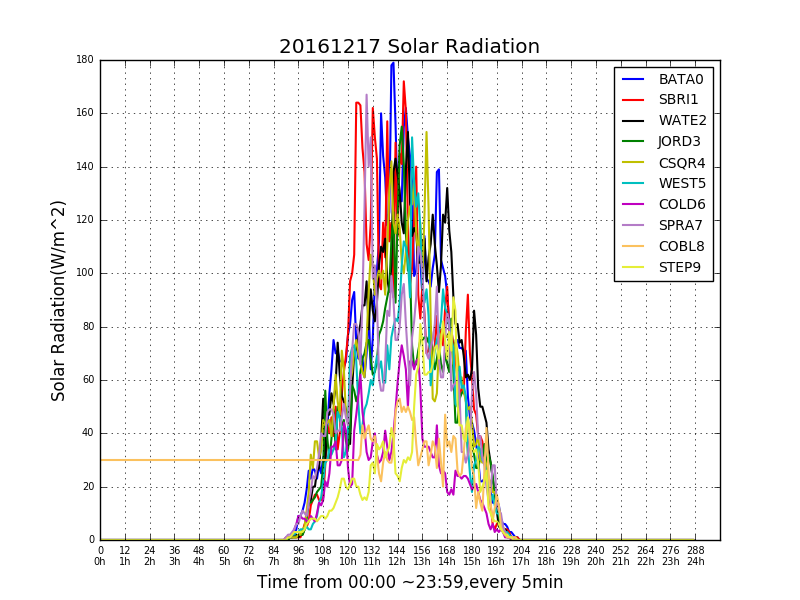 20161217 Solar Radiation
Solar Radiation(W/m^2)
180
160
140
120
100
80
60
40
20
0
BATA0
SBRI1
WATE2
JORD3
CSQR4
WEST5
COLD6
SPRA7
COBL8
STEP9
0 12 24 36 48 60 72 84 96 108 120 132 144 156 168 180 192 204 216 228 240 252 264 276 288
0h 1h 2h 3h 4h 5h 6h 7h 8h 9h 10h 11h 12h 13h 14h 15h 16h 17h 18h 19h 20h 21h 22h 23h 24h
Time from 00:00 ~23:59,every 5min